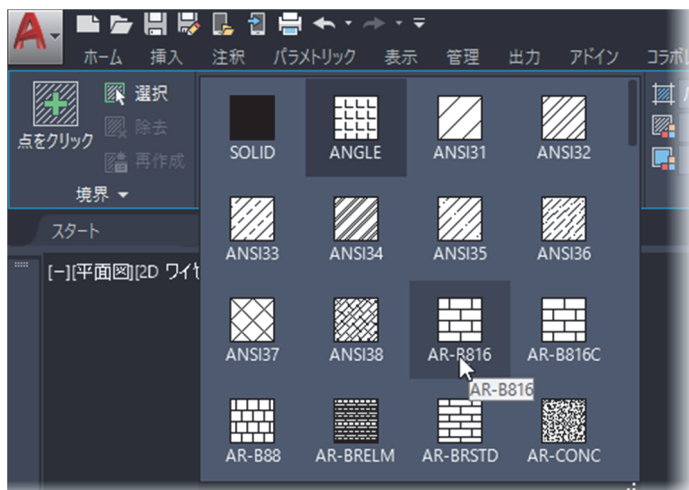 ホーム 挿入 注釈 パラメトリック 表示 管理 出力 アドイン
選択
点をクリック
除去
再作成
境界
SOLID ANGLE ANSI31 ANSI32
スタート
ANSI33 ANSI34 ANSI35 ANSI36
[-][平面図][2D
ANSI37 ANSI38 AR-B816 AR-B816C
AR-B816
AR-B88 AR-BRELM AR-BRSTD AR-CONC